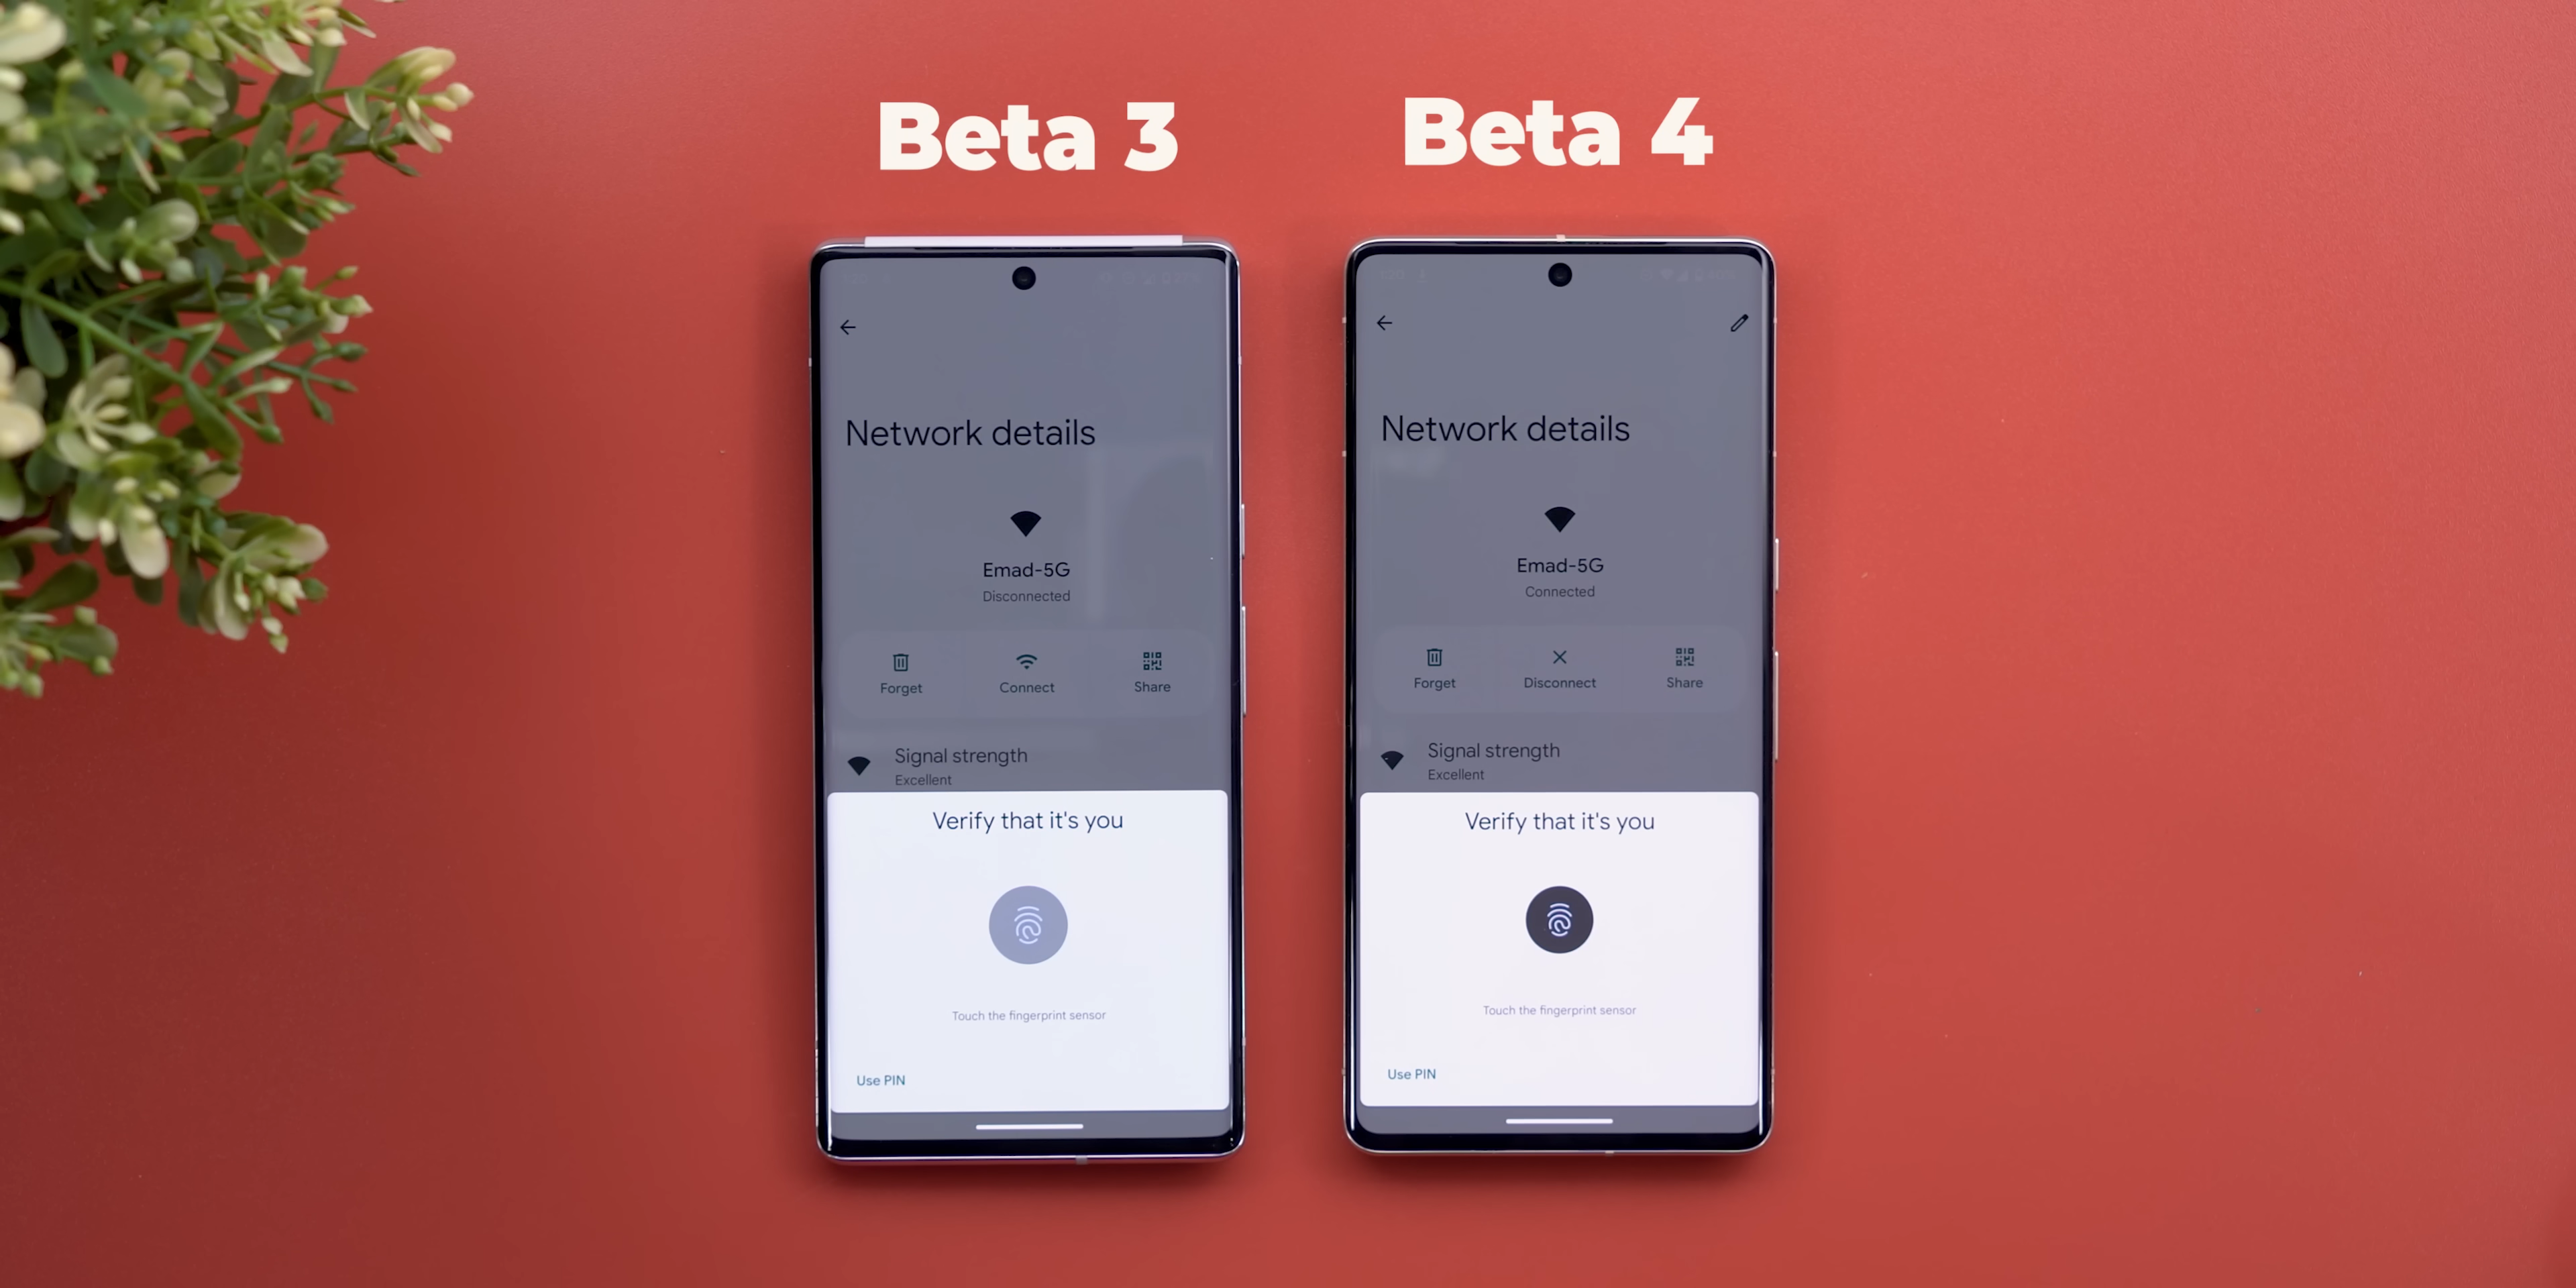 Beta 3
Network details
Emad-5G
Disconnected
Forget
Connect
Share
Signal strength
Excellent
Verify that it's you
Touch the fingerprint sensor
Use PIN
Beta 4
Network details
Emad-5G
Connected
Forget
Disconnect
Share
Signal strength
Excellent
Verify that it's you
Touch the fingerprint sensor
Use PIN